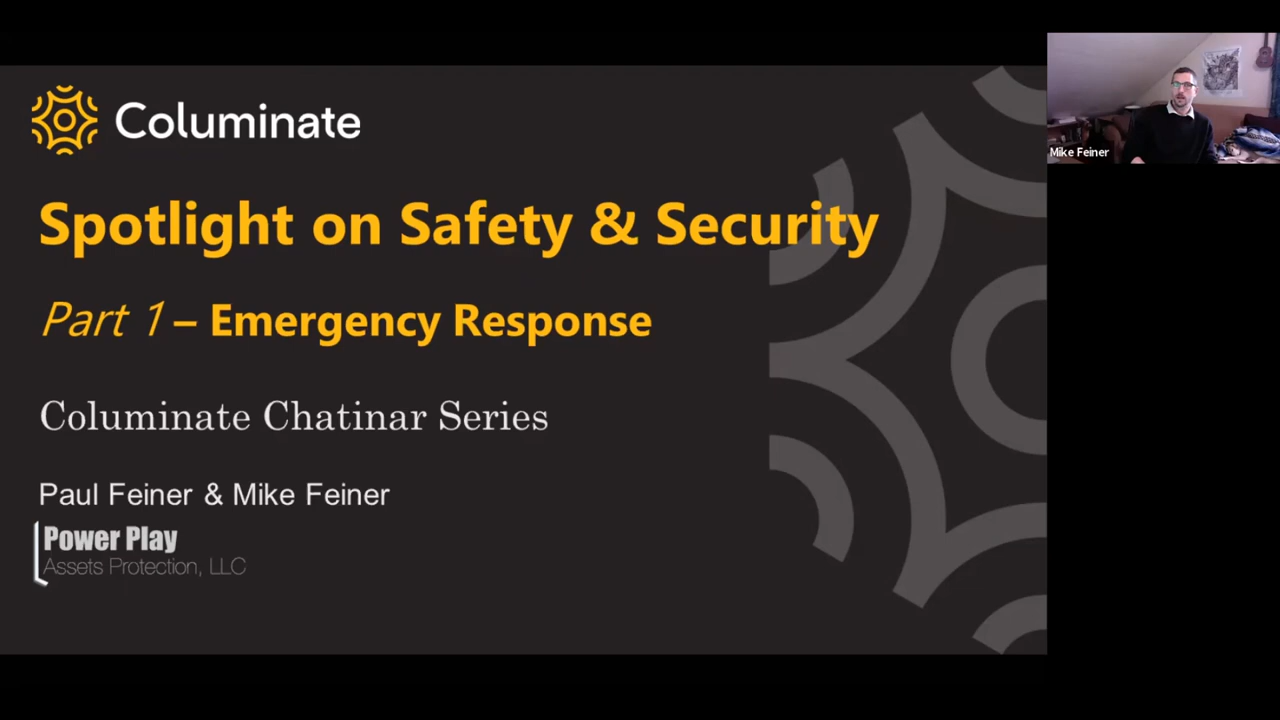 Columinate
Spotlight on Safety & Security
Part 1 – Emergency Response
Columinate Chatinar Series
Paul Feiner & Mike Feiner
Power Play
Assets Protection, LLC
Mike Feiner